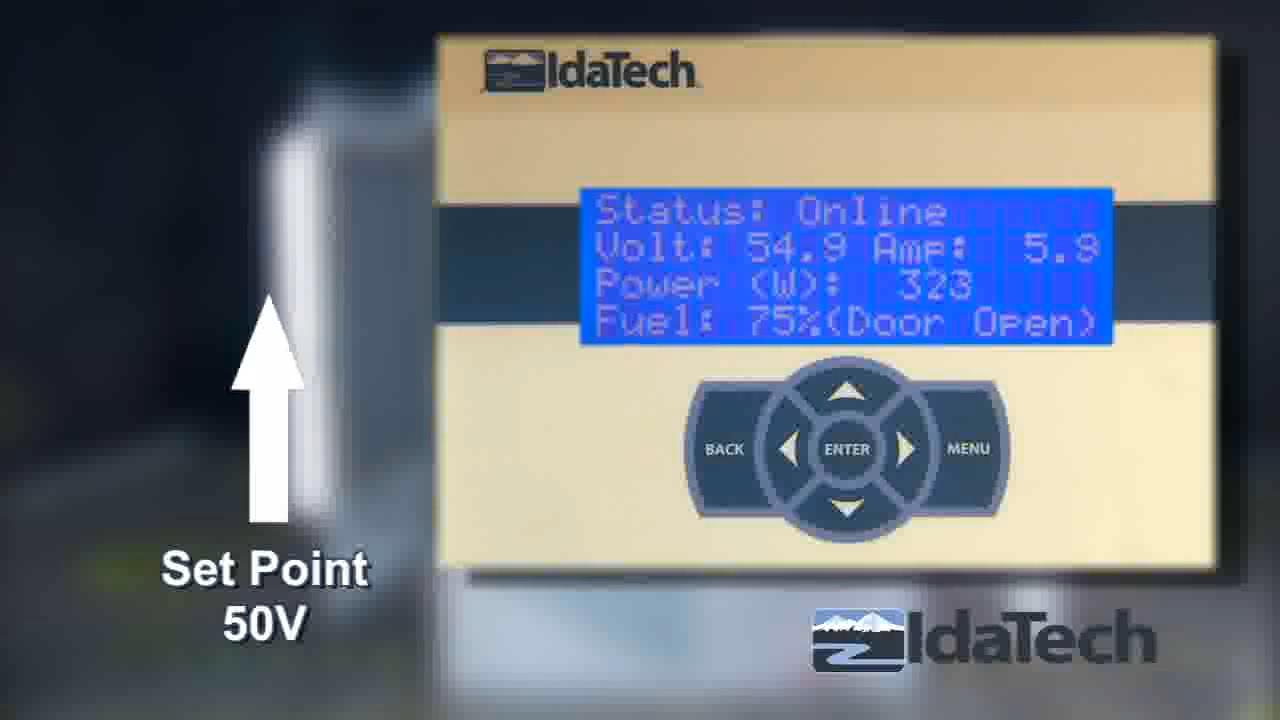 IdaTech
Status: Online
Volt: 54.9 Amp: 5.9
Power (W): 323
Fuel: 75%(Door Open)
BACK
ENTER
MENU
Set Point
50V
IdaTech